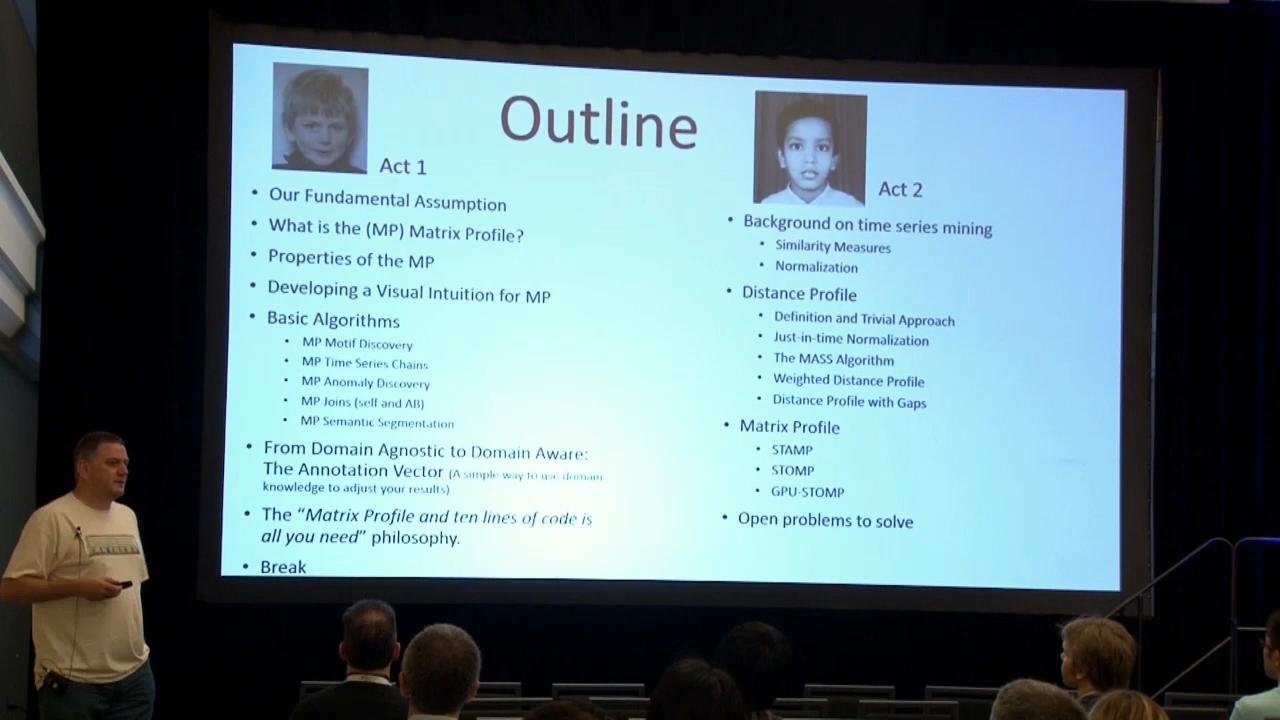 Outline
Act 1
• Our Fundamental Assumption
• What is the (MP) Matrix Profile?
• Properties of the MP
• Developing a Visual Intuition for MP
• Basic Algorithms
• MP Motif Discovery
• MP Time Series Chains
• MP Anomaly Discovery
• MP Joins (self and AB)
• MP Semantic Segmentation
• From Domain Agnostic to Domain Aware:
The Annotation Vector (A simple way to use domain
knowledge to adjust your results)
• The “Matrix Profile and ten lines of code is
all you need” philosophy.
• Break
Act 2
• Background on time series mining
• Similarity Measures
• Normalization
• Distance Profile
• Definition and Trivial Approach
• Just-in-time Normalization
• The MASS Algorithm
• Weighted Distance Profile
• Distance Profile with Gaps
• Matrix Profile
• STAMP
• STOMP
• GPU-STOMP
• Open problems to solve